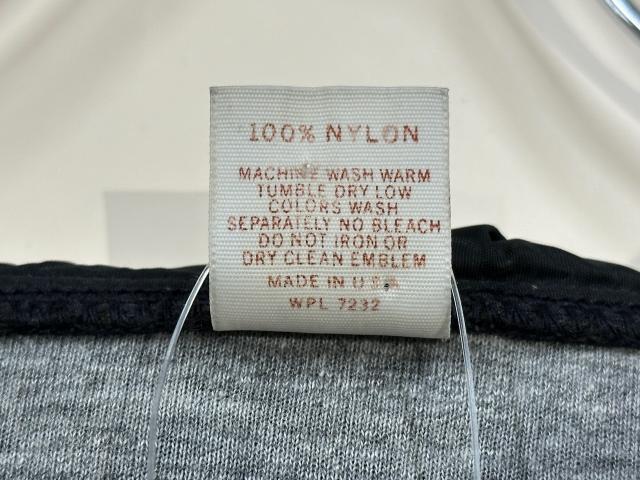 100% NYLON
MACHINE WASH WARM
TUMBLE DRY LOW
COLORS WASH
SEPARATELY NO BLEACH
DO NOT IRON OR
DRY CLEAN EMBLEM
MADE IN U.S.A
WPL 7232